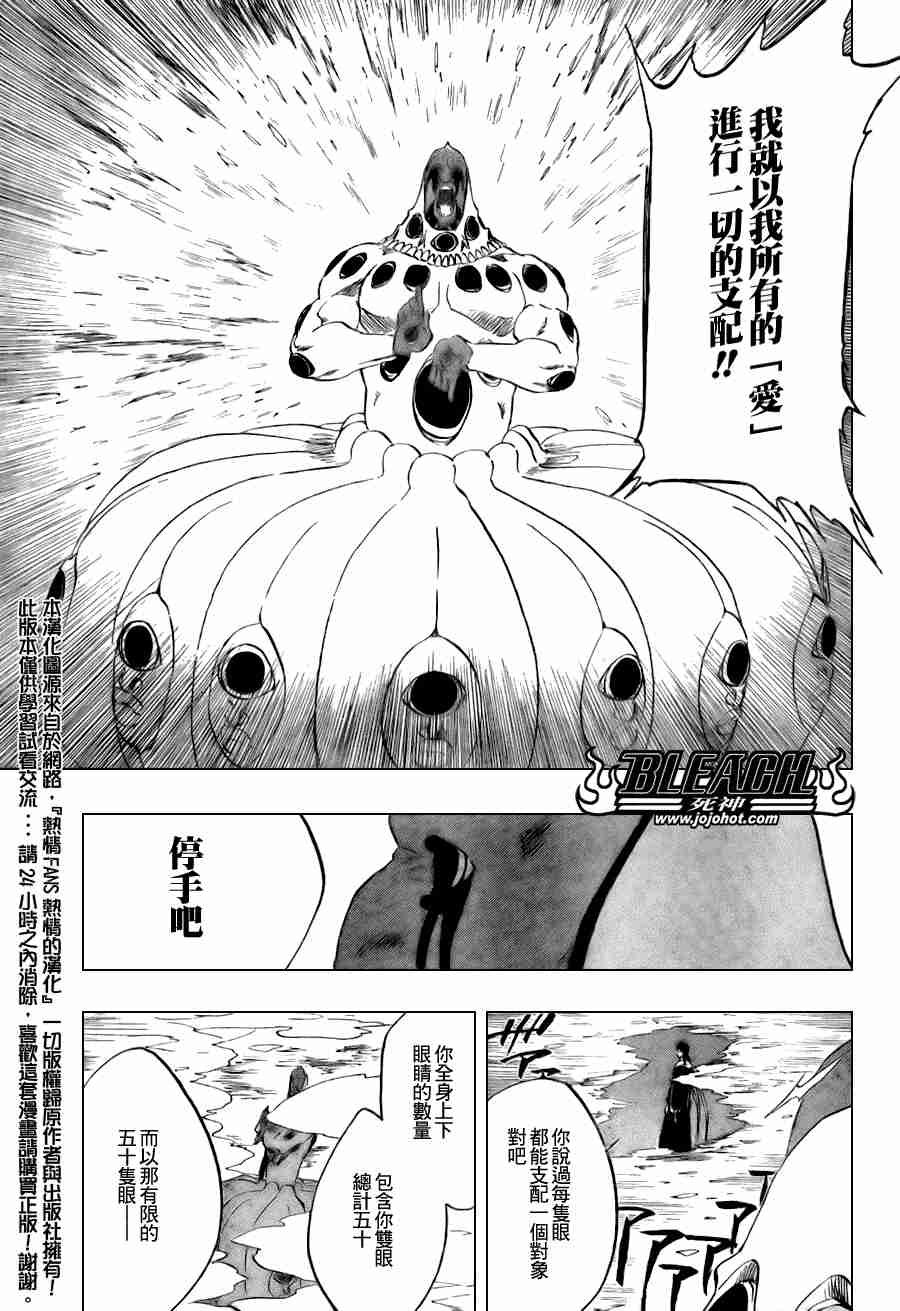 我就以我所有的「愛」
進行一切的支配!!
BLEACH
死神
www.jojohot.com
停手吧
你說過每隻眼
都能支配一個對象
對吧
你全身上下
眼睛的數量
包含你雙眼
總計五十
而以那有限的
五十隻眼——
本漢化圖源來自於網路，『熱情FANS熱情的漢化』一切版權歸原作者與出版社擁有！
此版本僅供學習試看交流…請24小時之內消除，喜歡這套漫畫請購買正版！謝謝。